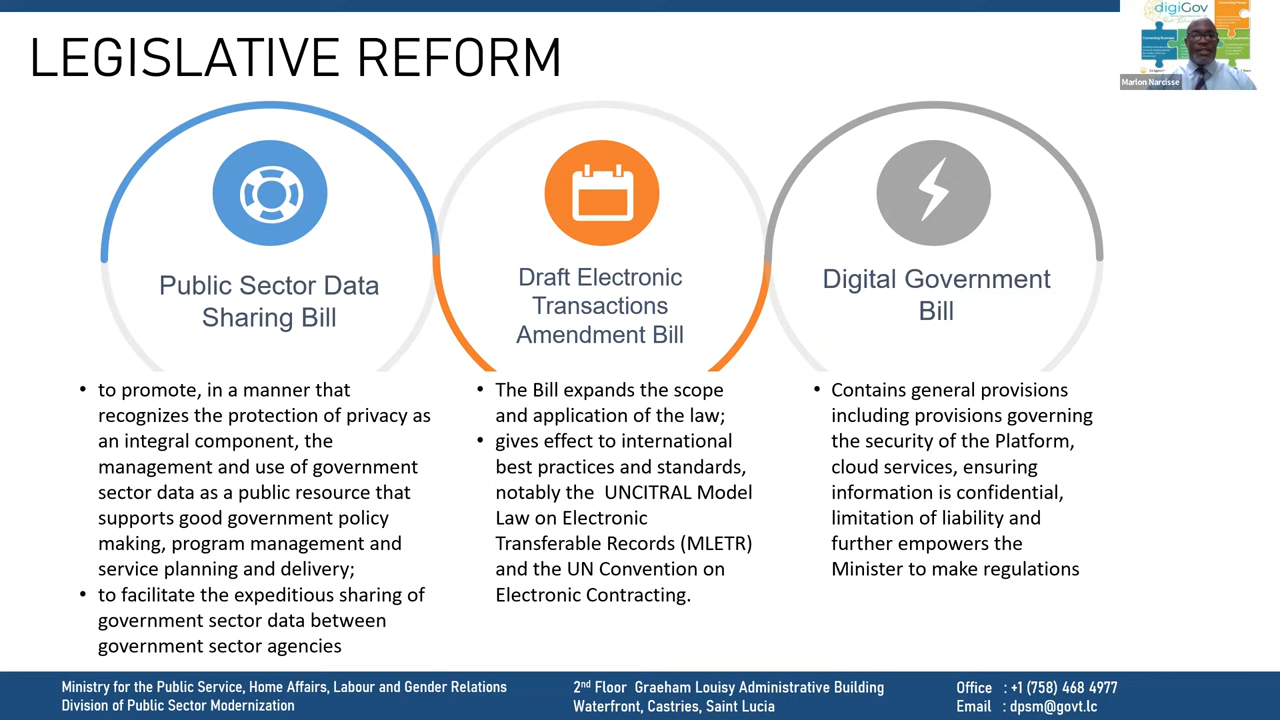 LEGISLATIVE REFORM
digiGov
Marlon Narcisse
Public Sector Data
Sharing Bill
Draft Electronic
Transactions
Amendment Bill
Digital Government
Bill
• to promote, in a manner that
recognizes the protection of privacy as
an integral component, the
management and use of government
sector data as a public resource that
supports good government policy
making, program management and
service planning and delivery;
• to facilitate the expeditious sharing of
government sector data between
government sector agencies
• The Bill expands the scope
and application of the law;
• gives effect to international
best practices and standards,
notably the UNCITRAL Model
Law on Electronic
Transferable Records (MLETR)
and the UN Convention on
Electronic Contracting.
• Contains general provisions
including provisions governing
the security of the Platform,
cloud services, ensuring
information is confidential,
limitation of liability and
further empowers the
Minister to make regulations
Ministry for the Public Service, Home Affairs, Labour and Gender Relations
Division of Public Sector Modernization
2nd Floor Graeham Louisy Administrative Building
Waterfront, Castries, Saint Lucia
Office : +1 (758) 468 4977
Email : dpsm@govt.lc